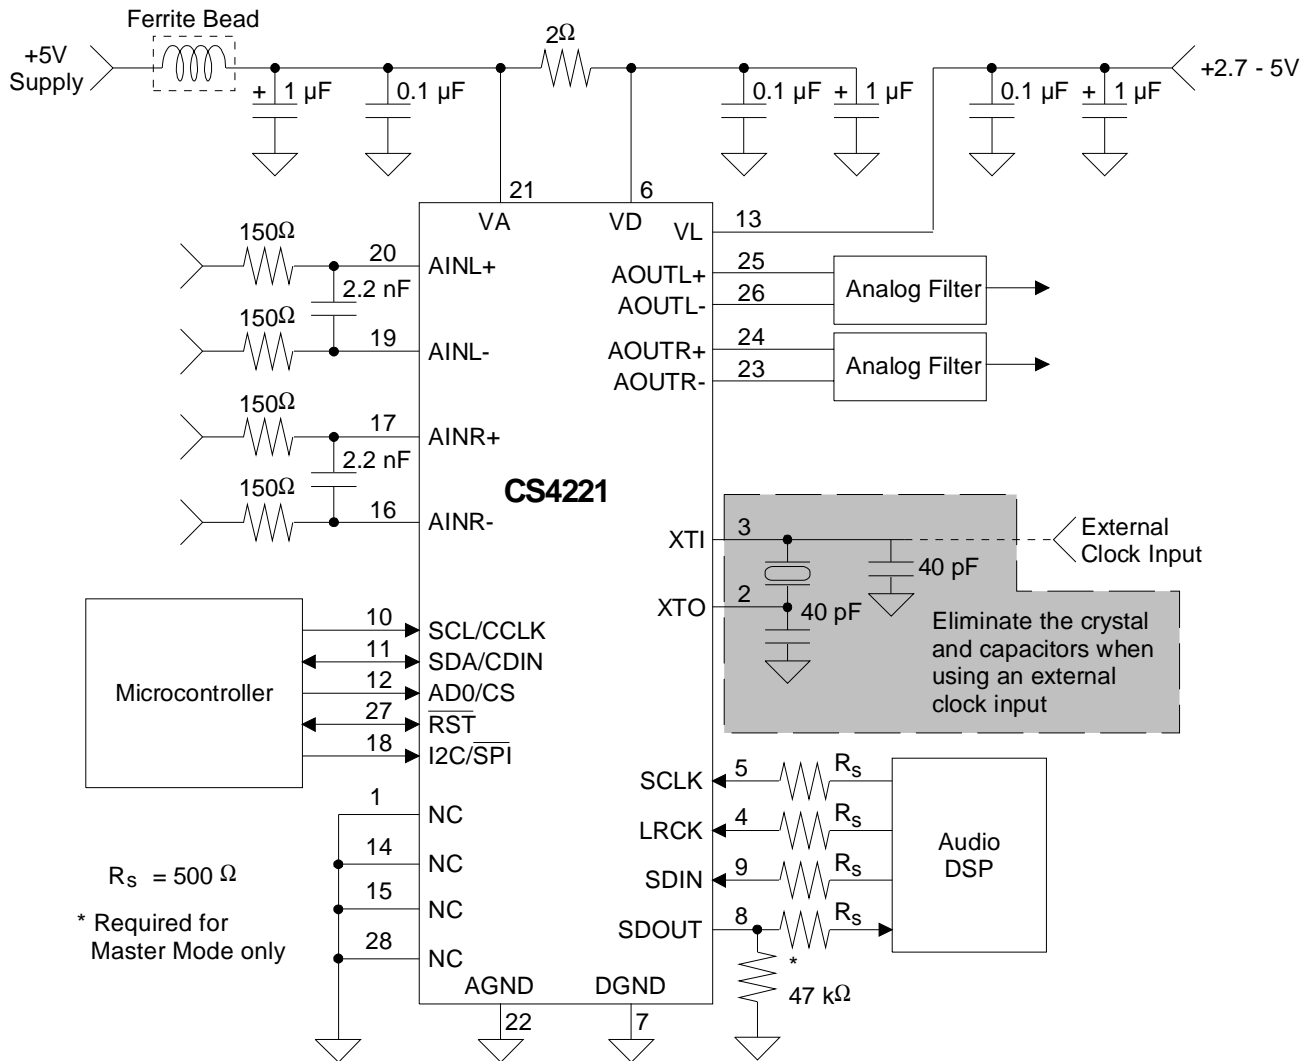 Ferrite Bead
+5V
Supply
+ 1 µF
0.1 µF
2Ω
0.1 µF
+ 1 µF
0.1 µF
+ 1 µF
+2.7 - 5V
21
6
VA
VD
VL
13
150Ω
20
AINL+
2.2 nF
150Ω
19
AINL-
150Ω
17
AINR+
2.2 nF
150Ω
16
AINR-
CS4221
AOUTL+
25
AOUTL-
26
Analog Filter
AOUTR+
24
AOUTR-
23
Analog Filter
XTI
3
XTO
2
40 pF
40 pF
External
Clock Input
Eliminate the crystal
and capacitors when
using an external
clock input
Microcontroller
10
SCL/CCLK
11
SDA/CDIN
12
AD0/CS
27
RST
18
I2C/SPI
1
NC
14
NC
15
NC
28
NC
Rs = 500 Ω
* Required for
Master Mode only
SCLK
5
Rs
LRCK
4
Rs
SDIN
9
Rs
SDOUT
8
Rs
Audio
DSP
*
47 kΩ
AGND
DGND
22
7